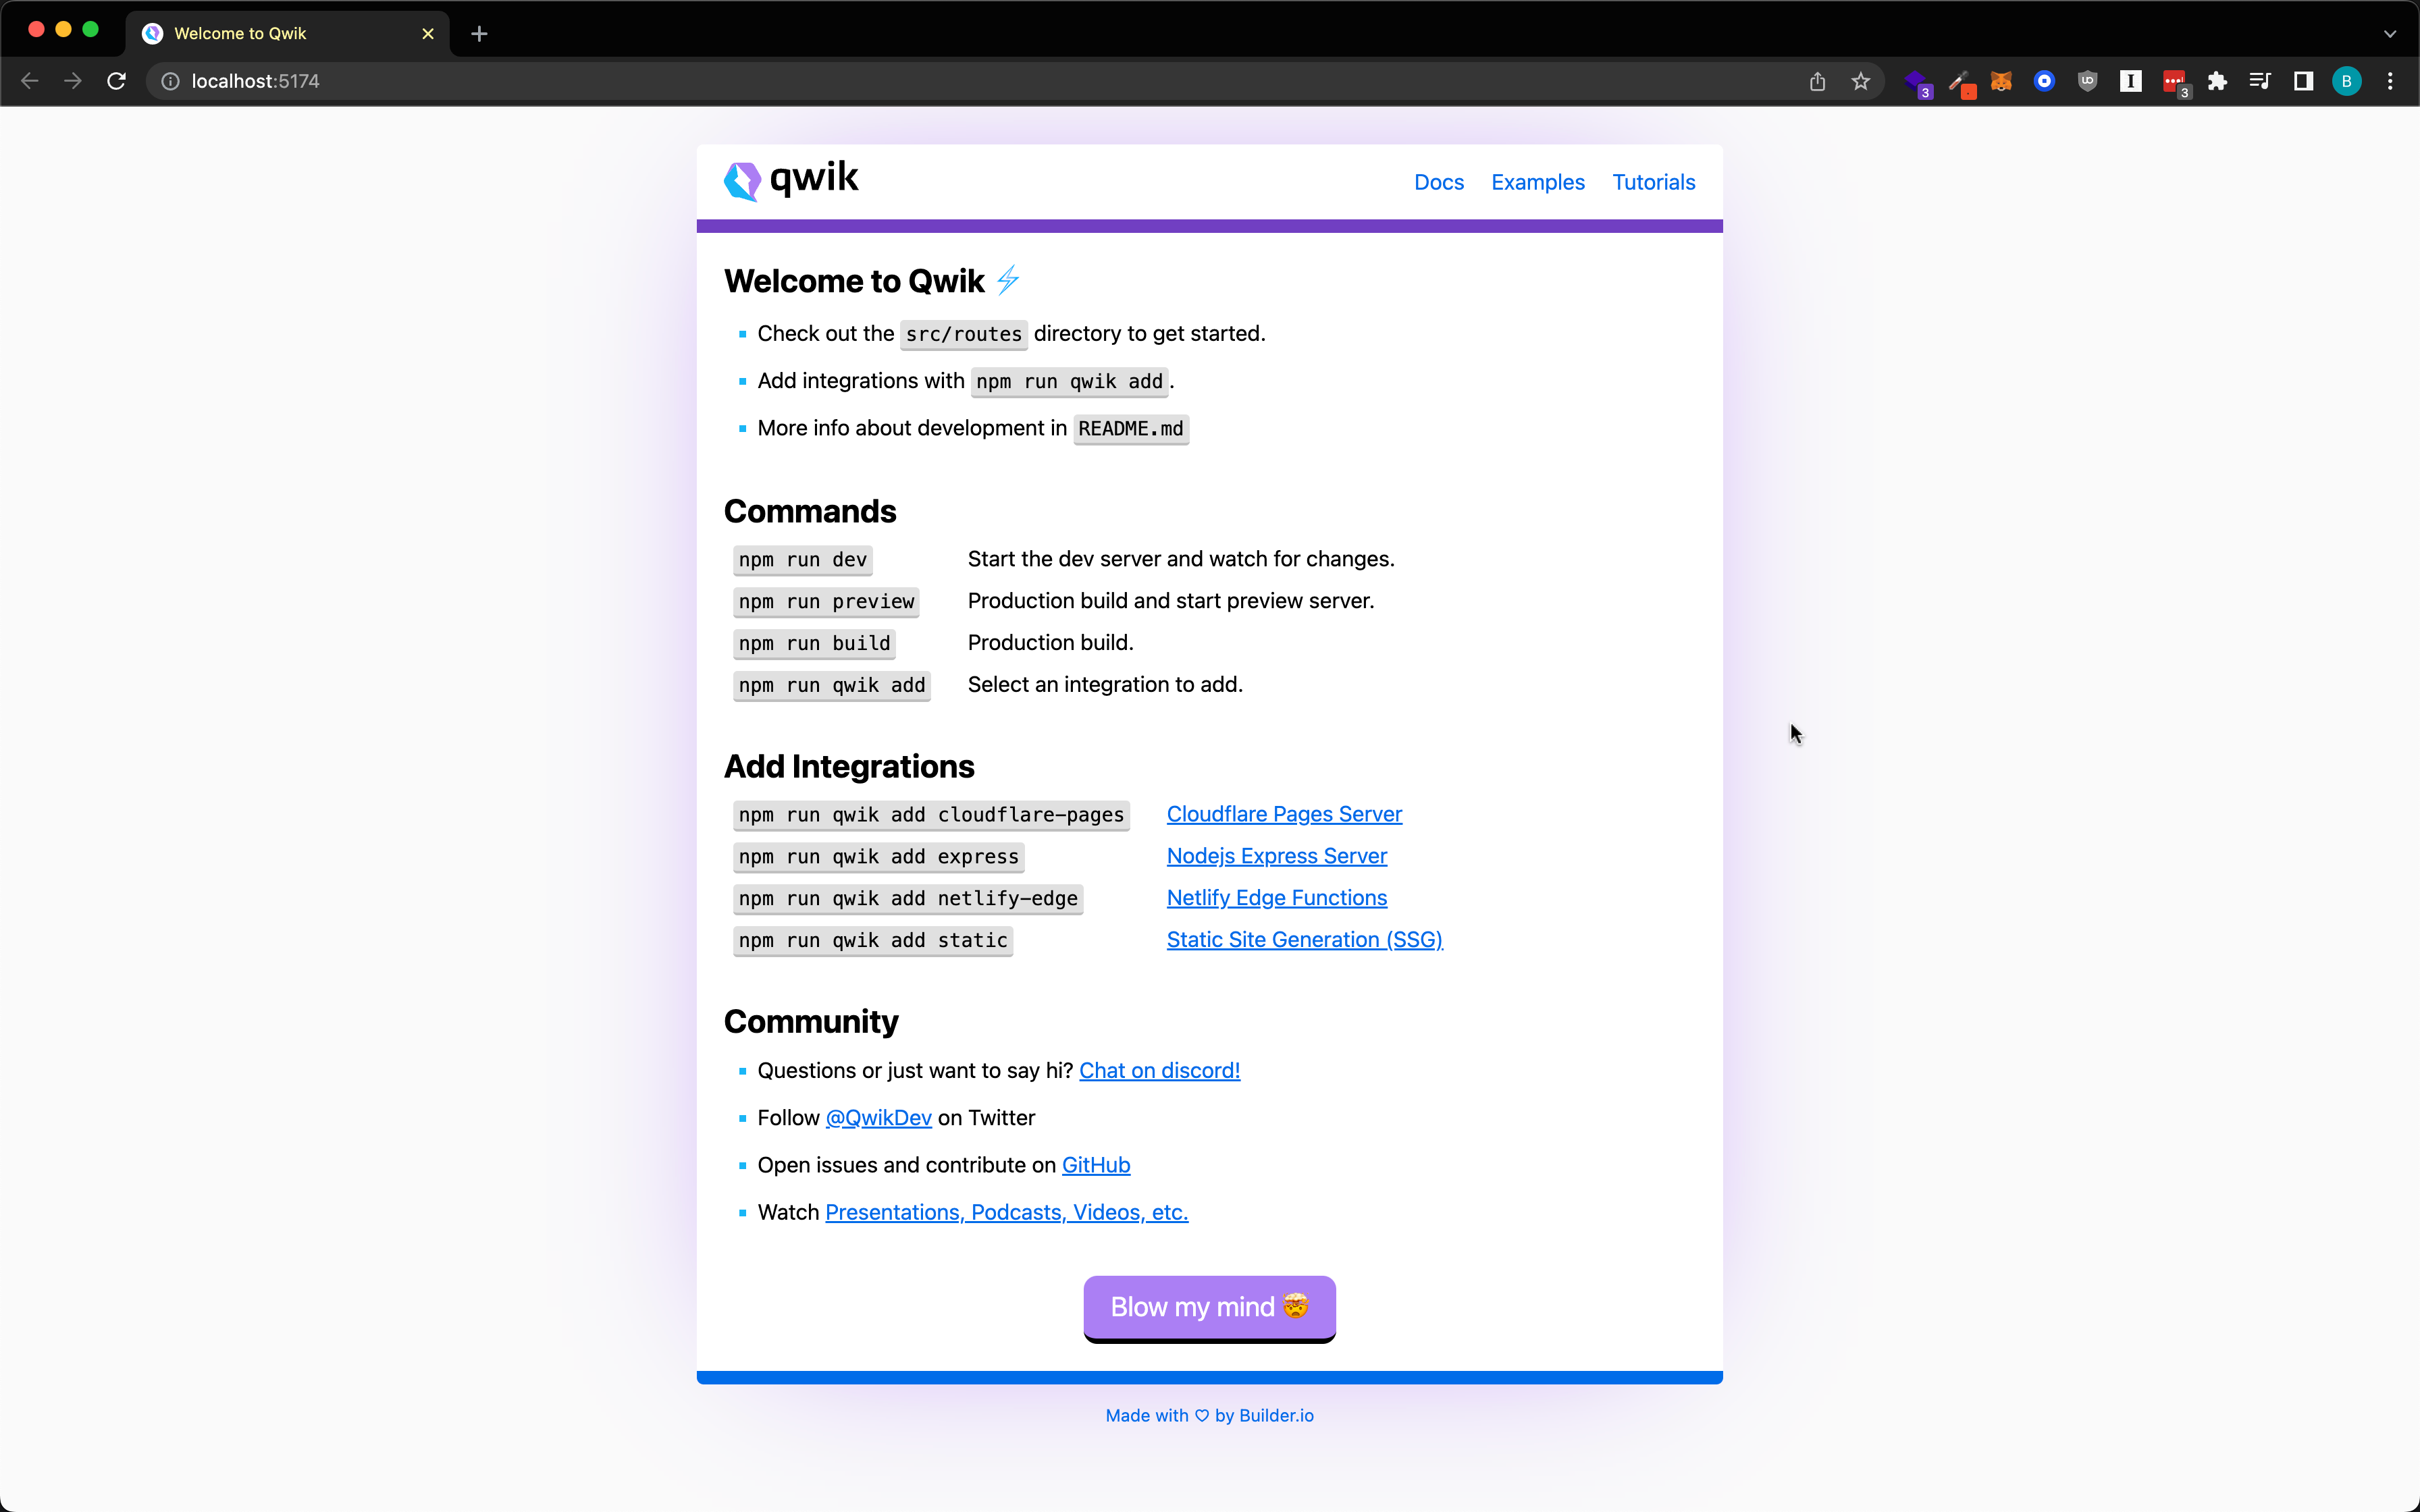 Welcome to Qwik
localhost:5174
3
3
B
qwik
Docs Examples Tutorials
Welcome to Qwik ⚡
Check out the src/routes directory to get started.
Add integrations with npm run qwik add.
More info about development in README.md
Commands
npm run dev Start the dev server and watch for changes.
npm run preview Production build and start preview server.
npm run build Production build.
npm run qwik add Select an integration to add.
Add Integrations
npm run qwik add cloudflare-pages Cloudflare Pages Server
npm run qwik add express Nodejs Express Server
npm run qwik add netlify-edge Netlify Edge Functions
npm run qwik add static Static Site Generation (SSG)
Community
Questions or just want to say hi? Chat on discord!
Follow @QwikDev on Twitter
Open issues and contribute on GitHub
Watch Presentations, Podcasts, Videos, etc.
Blow my mind 🤯
Made with ♡ by Builder.io